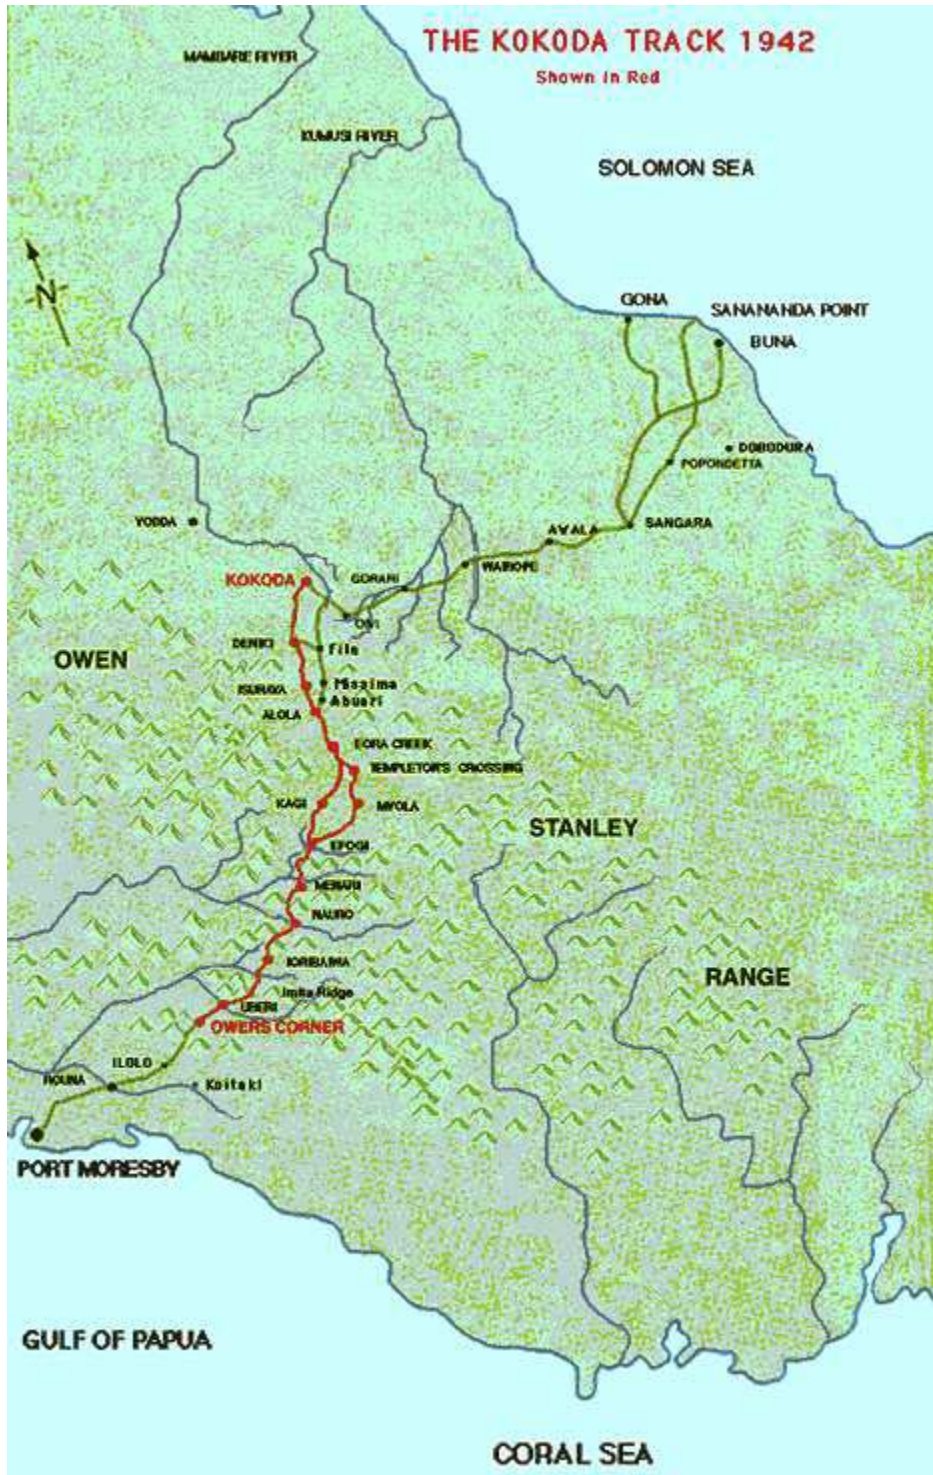 THE KOKODA TRACK 1942
Shown in Red
MAMBARE RIVER
KUMUSI RIVER
SOLOMON SEA
N
GONA
SANANANDA POINT
BUNA
DOBODURA
POPONDETTA
YODDA
SANGARA
AWALA
WAIROPE
GORARI
KOKODA
OIVI
DENIKI
Filo
OWEN
ISURAVA
Missima
Abuari
ALOLA
EORA CREEK
TEMPLETON'S CROSSING
KAGI
MYOLA
STANLEY
EFOGI
MENARI
NAURO
IORIBAIWA
RANGE
Imita Ridge
UBERI
OWERS CORNER
ILOLO
ROUNA
Koitaki
PORT MORESBY
GULF OF PAPUA
CORAL SEA